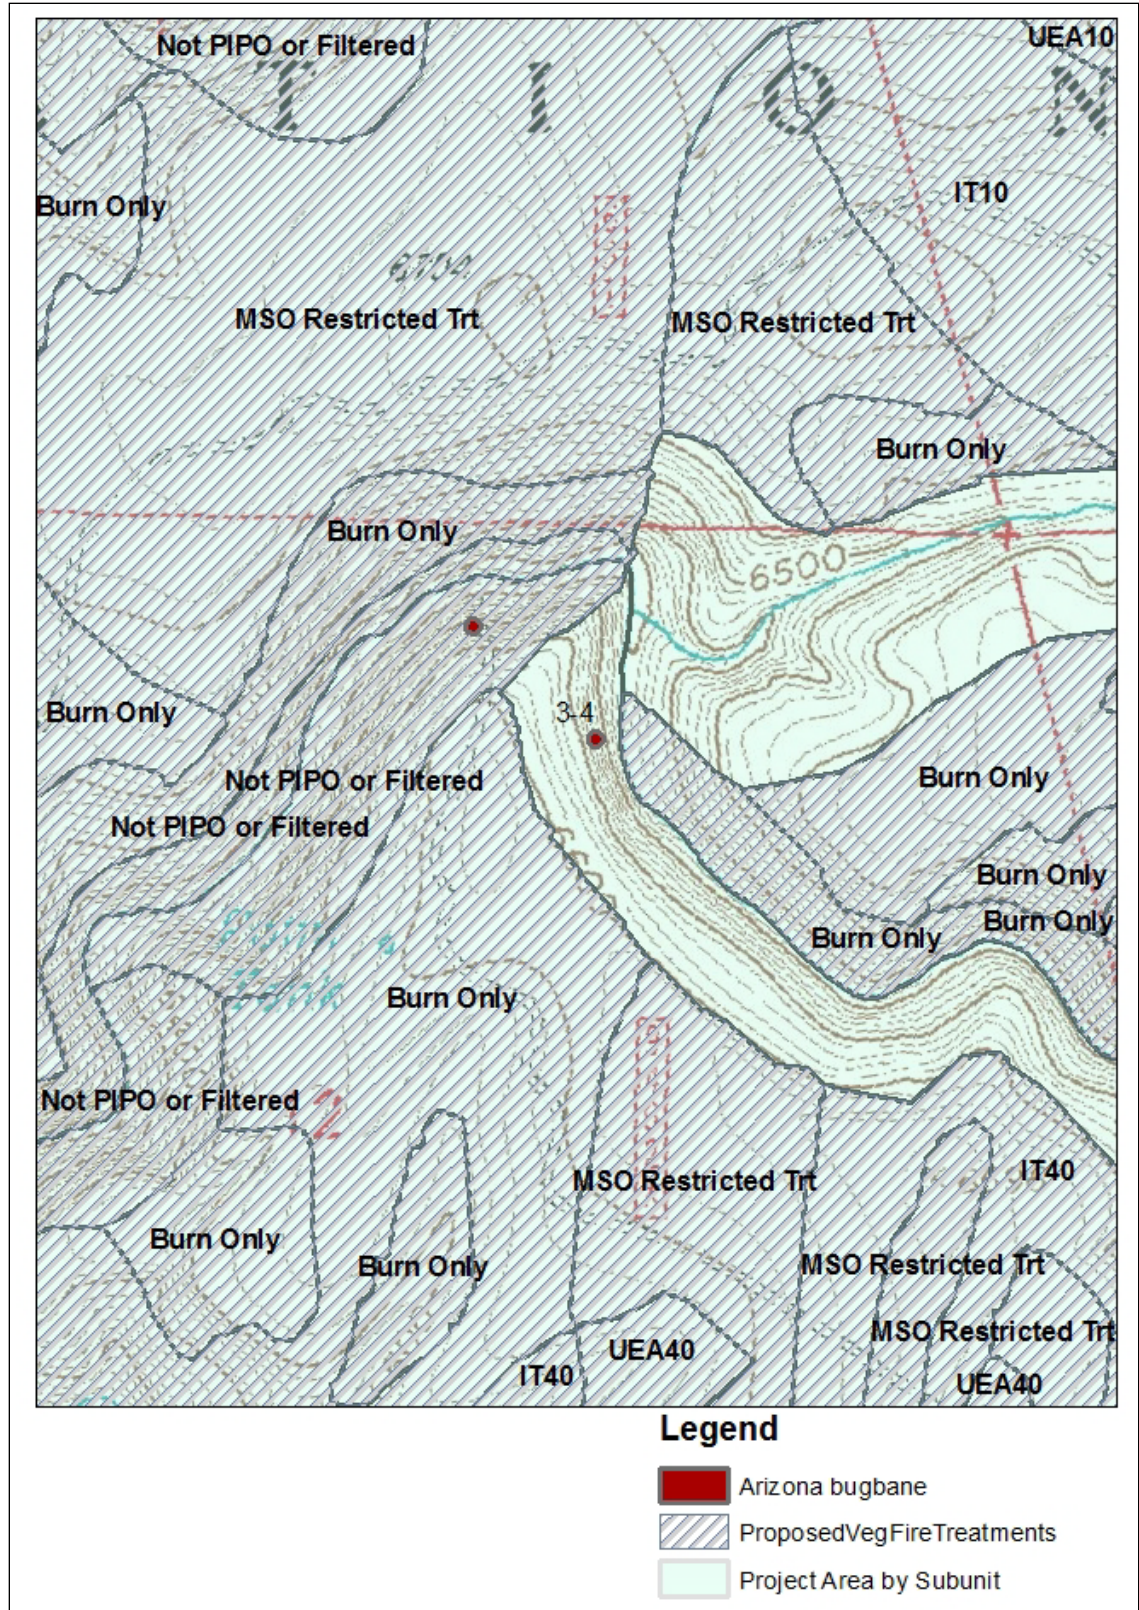 Not PIPO or Filtered
UEA10
T I O N
IT10
Burn Only
6704
MSO Restricted Trt
MSO Restricted Trt
Burn Only
Burn Only
6500
Burn Only
3-4
Not PIPO or Filtered
Burn Only
Not PIPO or Filtered
Burn Only
Burn Only
Burn Only
Burn Only
Tank
Not PIPO or Filtered
12
MSO Restricted Trt
IT40
Burn Only
Burn Only
MSO Restricted Trt
MSO Restricted Trt
UEA40
IT40
UEA40
Legend
Arizona bugbane
ProposedVegFireTreatments
Project Area by Subunit